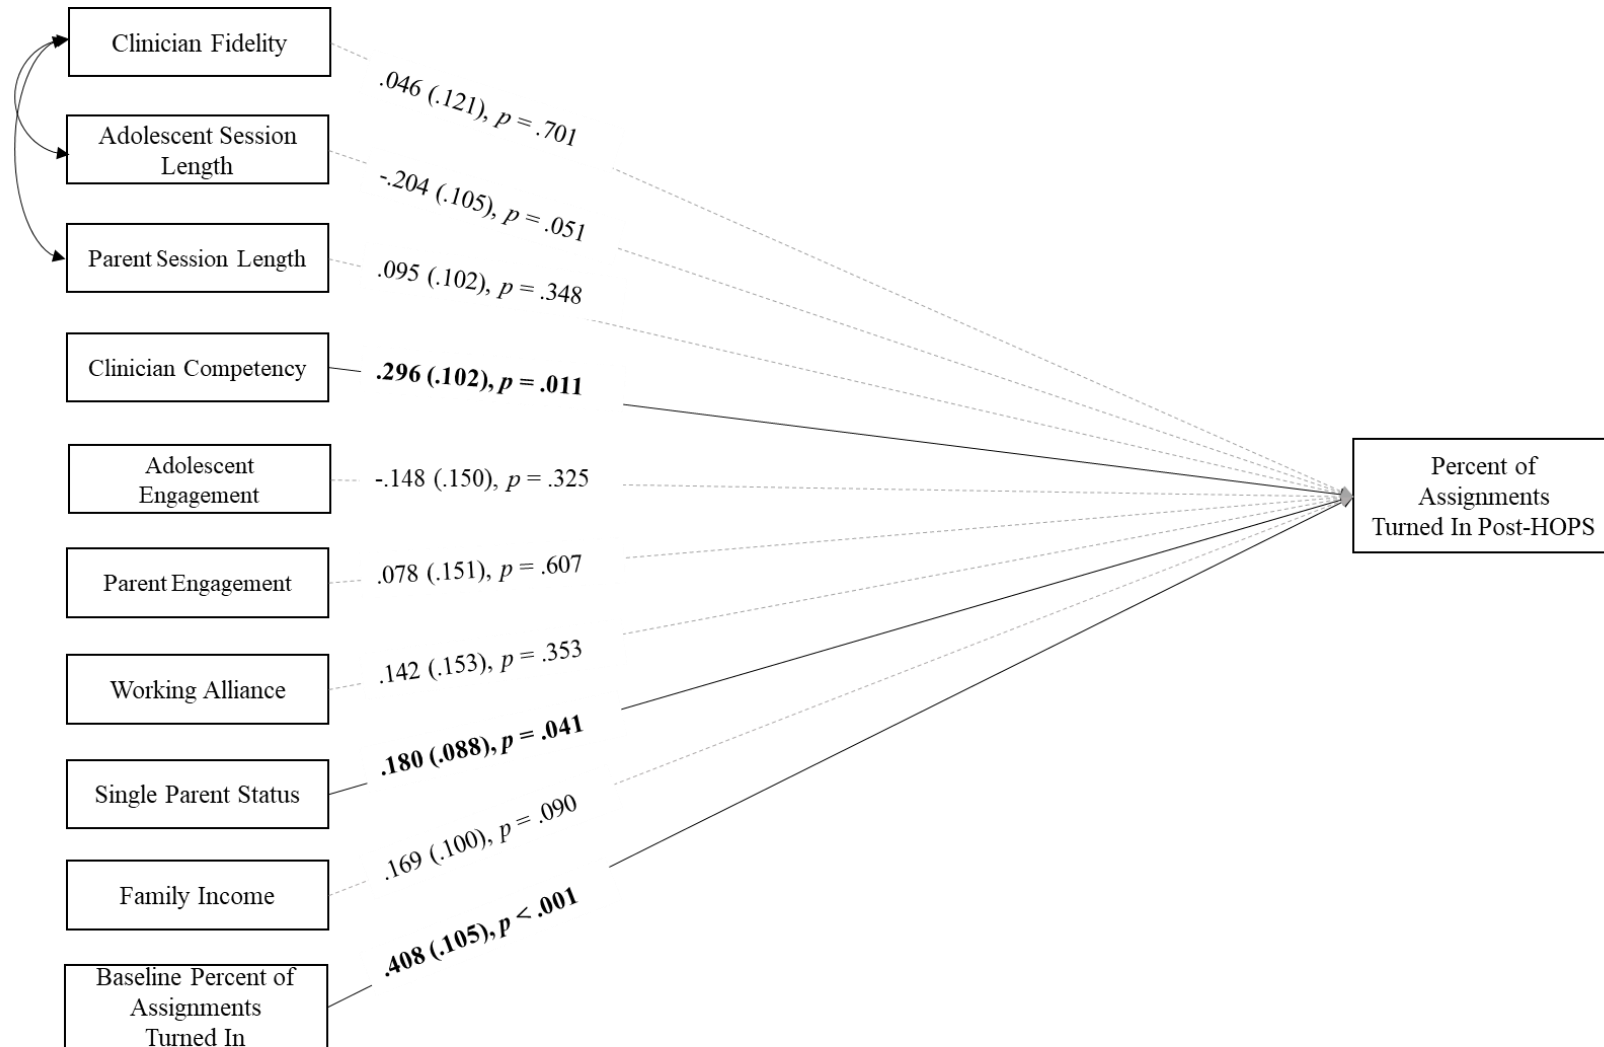 Clinician Fidelity
.046 (.121), p = .701
Adolescent Session
Length
-.204 (.105), p = .051
Parent Session Length
.095 (.102), p = .348
Clinician Competency
.296 (.102), p = .011
Adolescent
Engagement
-.148 (.150), p = .325
Parent Engagement
.078 (.151), p = .607
Working Alliance
.142 (.153), p = .353
Single Parent Status
.180 (.088), p = .041
Family Income
.169 (.100), p = .090
Baseline Percent of
Assignments
Turned In
.408 (.105), p < .001
Percent of
Assignments
Turned In Post-HOPS